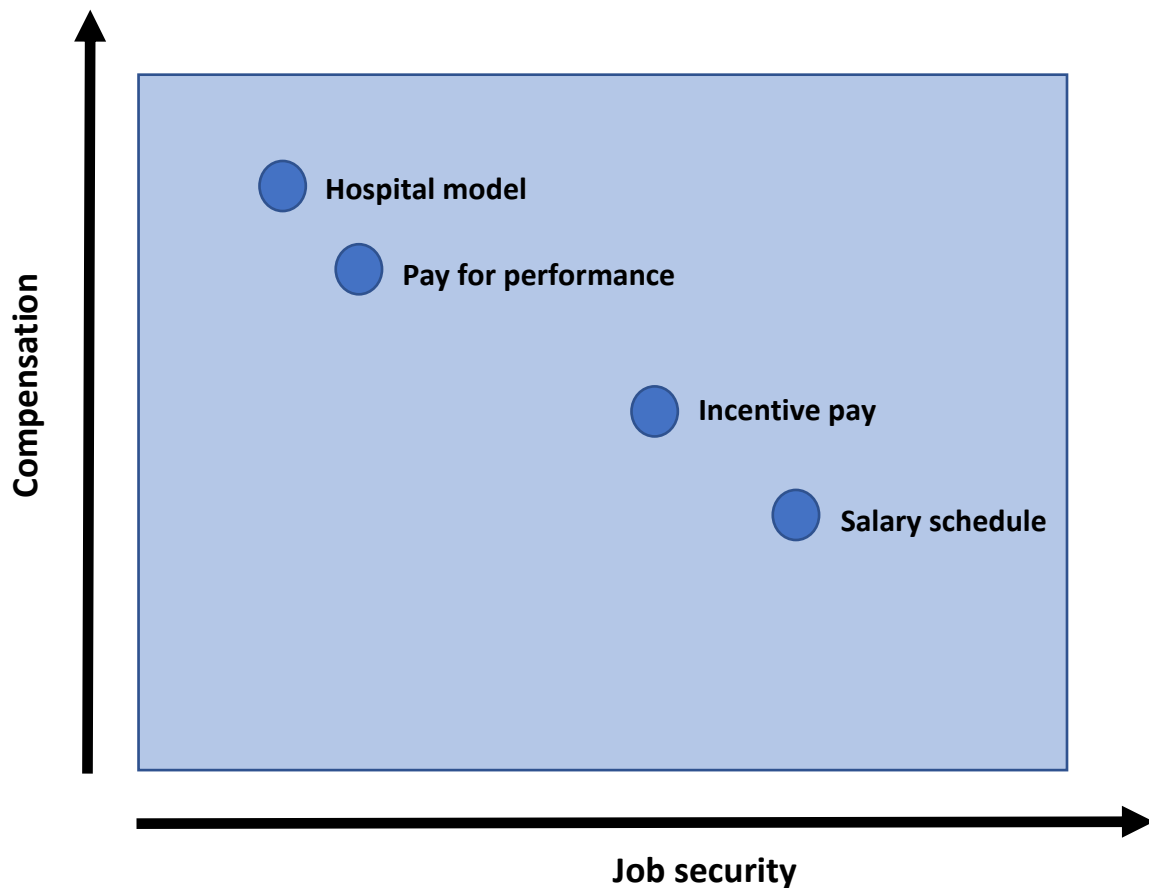 Compensation
Hospital model
Pay for performance
Incentive pay
Salary schedule
Job security